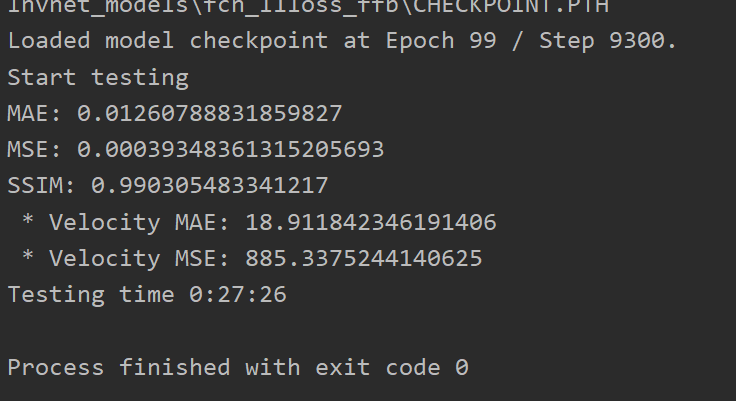 Invnet_models\fcn_l1loss_ffb\CHECKPOINT.PTH
Loaded model checkpoint at Epoch 99 / Step 9300.
Start testing
MAE: 0.01260788831859827
MSE: 0.00039348361315205693
SSIM: 0.990305483341217
* Velocity MAE: 18.911842346191406
* Velocity MSE: 885.3375244140625
Testing time 0:27:26
Process finished with exit code 0